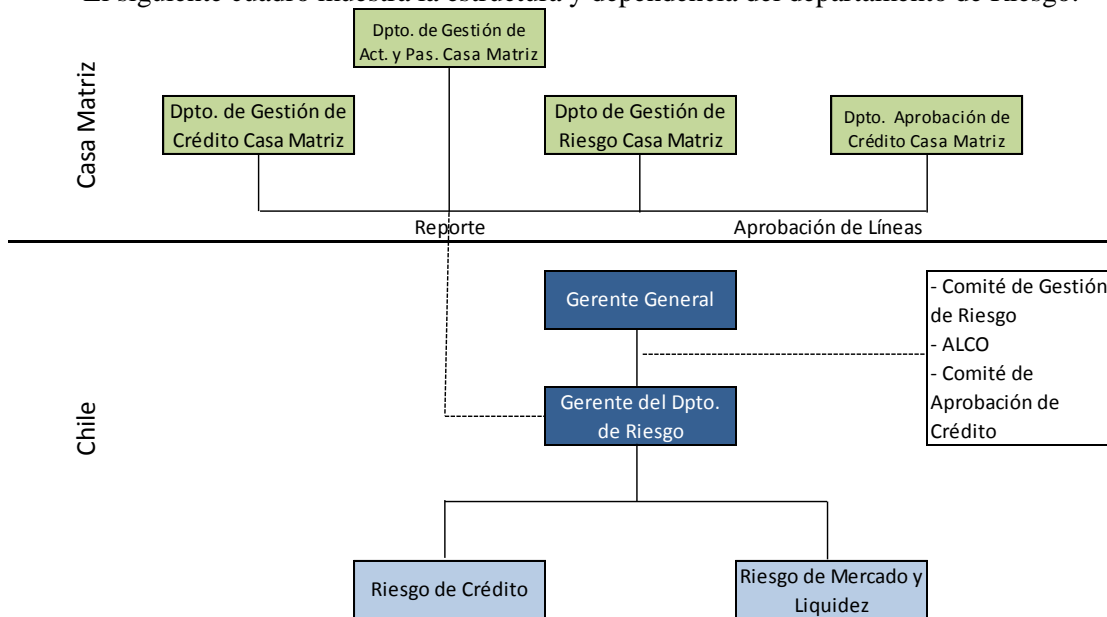 El siguiente cuadro muestra la estructura y dependencia del departamento de Riesgo:
Dpto. de Gestión de
Act. y Pas. Casa Matriz
Casa Matriz
Dpto. de Gestión de
Crédito Casa Matriz
Dpto de Gestión de
Riesgo Casa Matriz
Dpto. Aprobación de
Crédito Casa Matriz
Reporte
Aprobación de Líneas
Gerente General
- Comité de Gestión
de Riesgo
- ALCO
- Comité de
Aprobación de
Crédito
Gerente del Dpto.
de Riesgo
Chile
Riesgo de Crédito
Riesgo de Mercado y
Liquidez